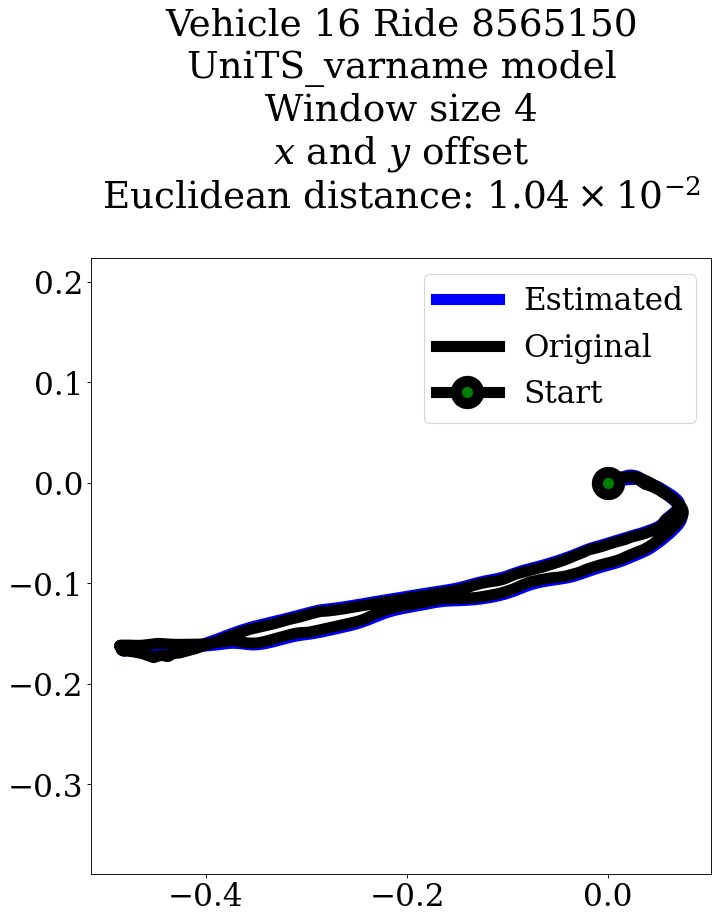 Vehicle 16 Ride 8565150
UniTS_varname model
Window size 4
x and y offset
Euclidean distance: 1.04 × 10⁻²
Estimated
Original
Start
0.2
0.1
0.0
−0.1
−0.2
−0.3
−0.4 −0.2 0.0